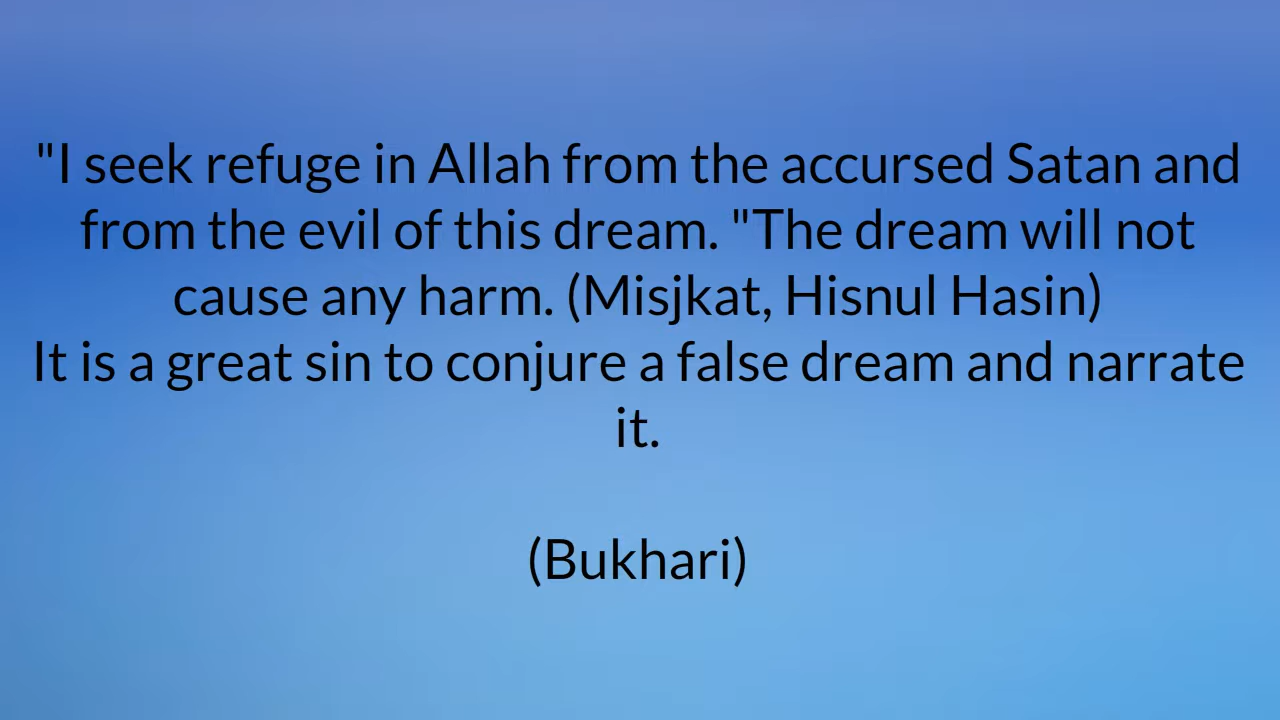 "I seek refuge in Allah from the accursed Satan and
from the evil of this dream. "The dream will not
cause any harm. (Misjkat, Hisnul Hasin)
It is a great sin to conjure a false dream and narrate
it.
(Bukhari)